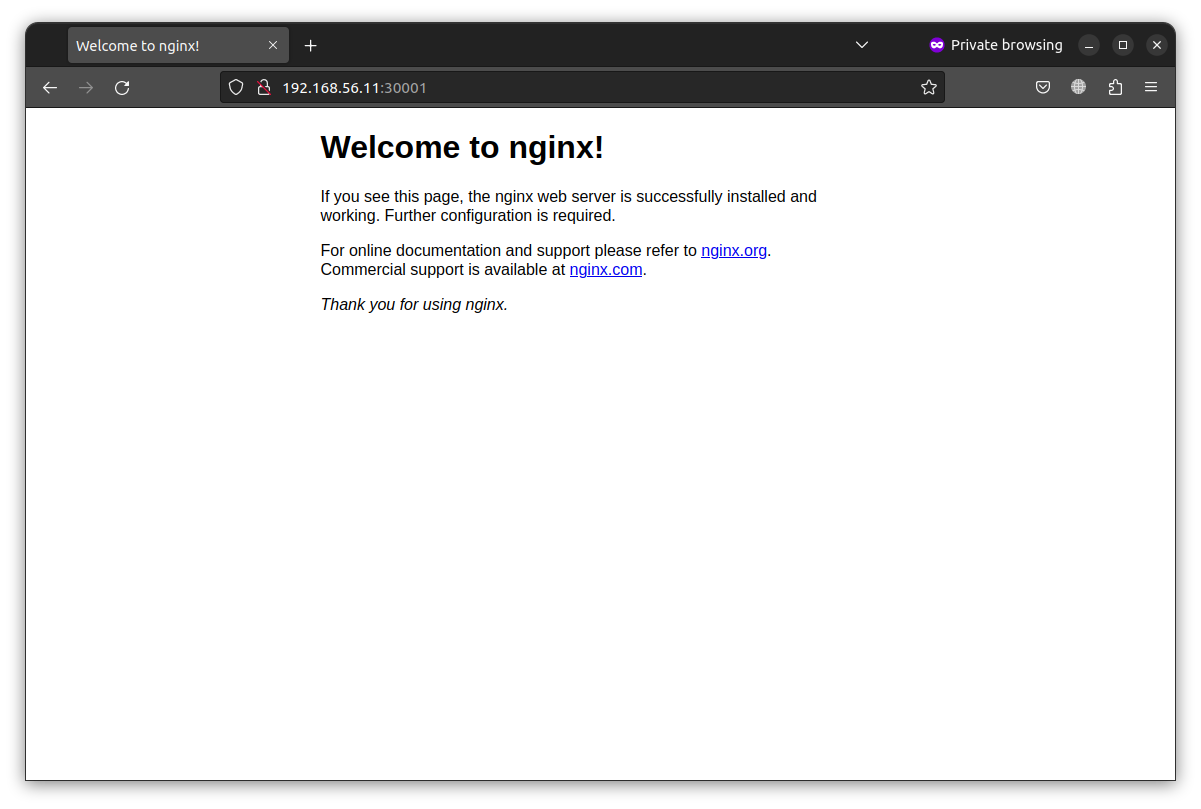 Welcome to nginx!
Private browsing
192.168.56.11:30001
Welcome to nginx!
If you see this page, the nginx web server is successfully installed and
working. Further configuration is required.
For online documentation and support please refer to nginx.org.
Commercial support is available at nginx.com.
Thank you for using nginx.